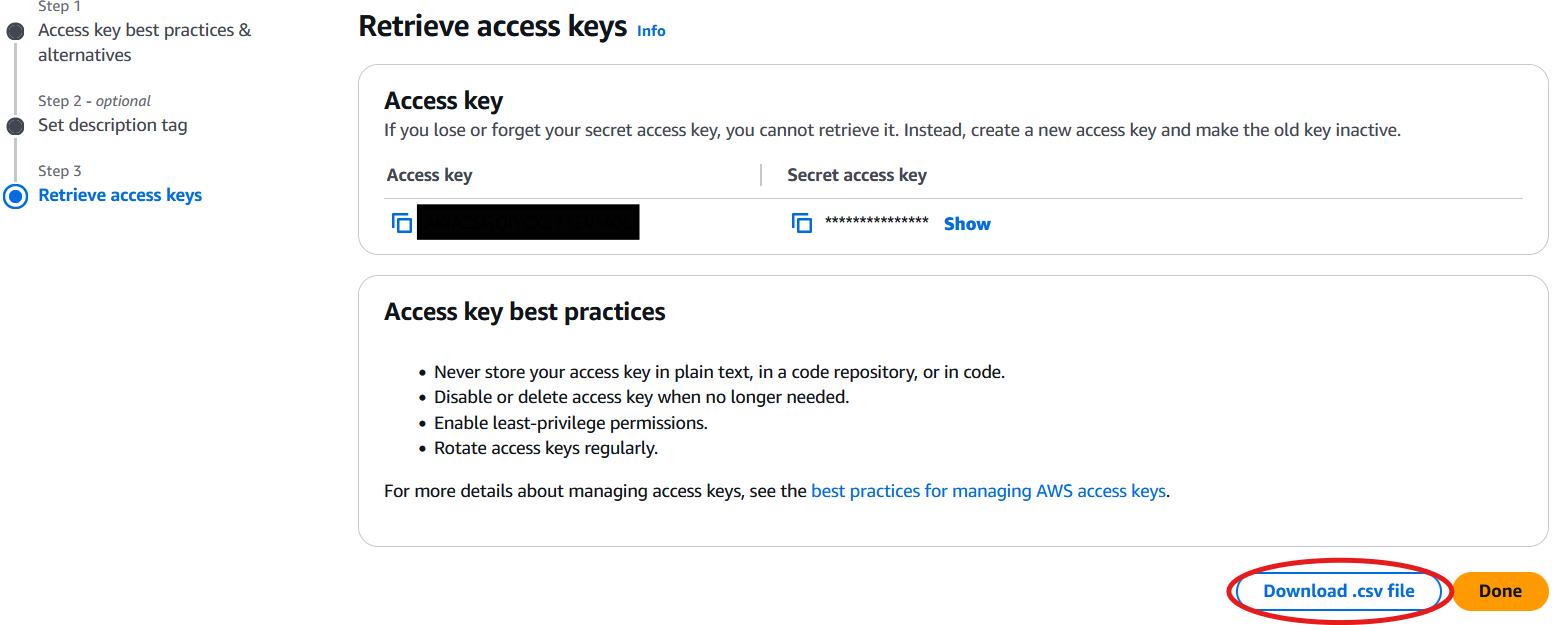 Step 1
Access key best practices &
alternatives
Step 2 - optional
Set description tag
Step 3
Retrieve access keys
Retrieve access keys Info
Access key
If you lose or forget your secret access key, you cannot retrieve it. Instead, create a new access key and make the old key inactive.
Access key Secret access key
*************** Show
Access key best practices
• Never store your access key in plain text, in a code repository, or in code.
• Disable or delete access key when no longer needed.
• Enable least-privilege permissions.
• Rotate access keys regularly.
For more details about managing access keys, see the best practices for managing AWS access keys.
Download .csv file Done